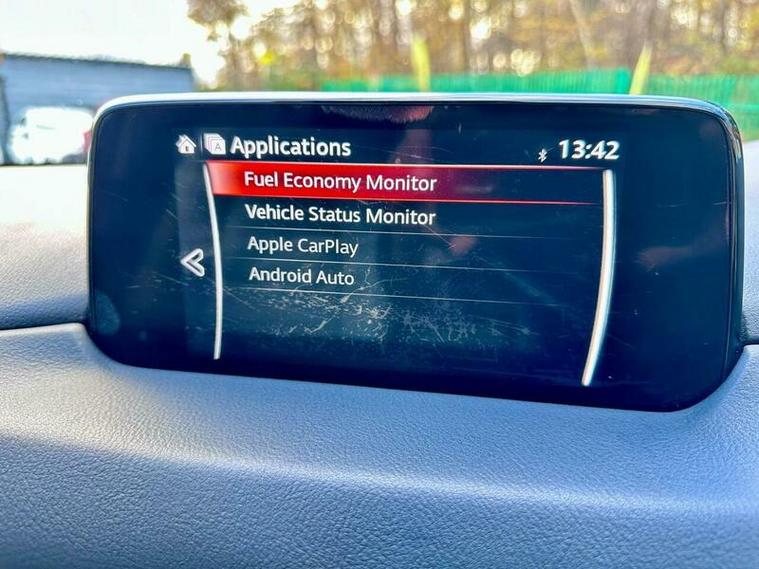 Applications
13:42
Fuel Economy Monitor
Vehicle Status Monitor
Apple CarPlay
Android Auto